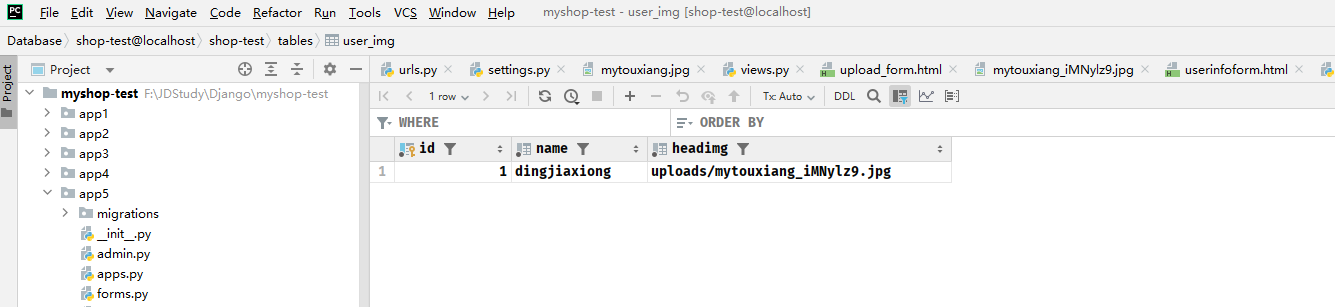 PC File Edit View Navigate Code Refactor Run Tools VCS Window Help myshop-test - user_img [shop-test@localhost]
Database shop-test@localhost shop-test tables user_img
Project Project urls.py settings.py mytouxiang.jpg views.py upload_form.html mytouxiang_iMNylz9.jpg userinfoform.html
myshop-test F:\JDStudy\Django\myshop-test 1 row Tx: Auto DDL
app1
app2 WHERE ORDER BY
app3
app4 id name headimg
app5 1 1 dingjiaxiong uploads/mytouxiang_iMNylz9.jpg
migrations
__init__.py
admin.py
apps.py
forms.py